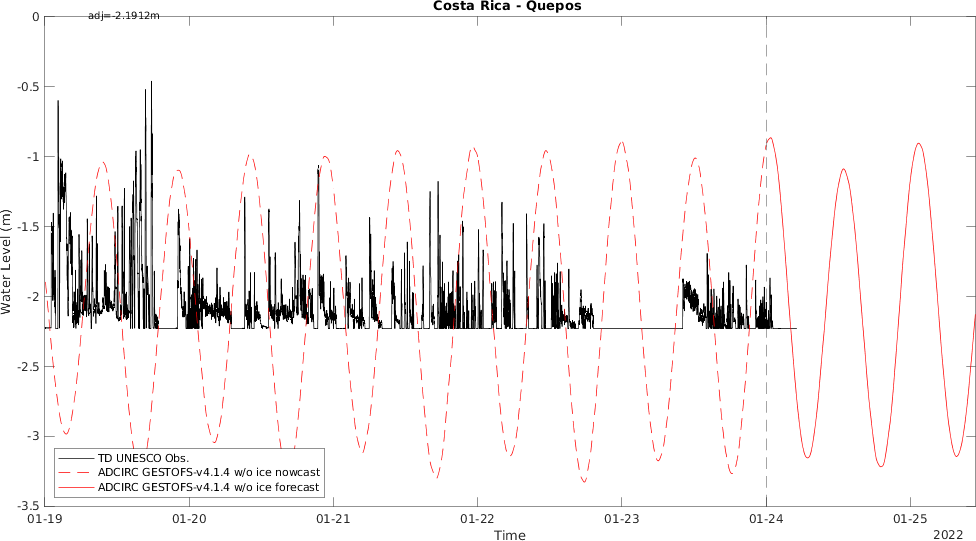 Costa Rica - Quepos
adj=-2.1912m
0
-0.5
-1
-1.5
-2
-2.5
-3
-3.5
Water Level (m)
TD UNESCO Obs.
ADCIRC GESTOFS-v4.1.4 w/o ice nowcast
ADCIRC GESTOFS-v4.1.4 w/o ice forecast
01-19 01-20 01-21 01-22 01-23 01-24 01-25
Time
2022